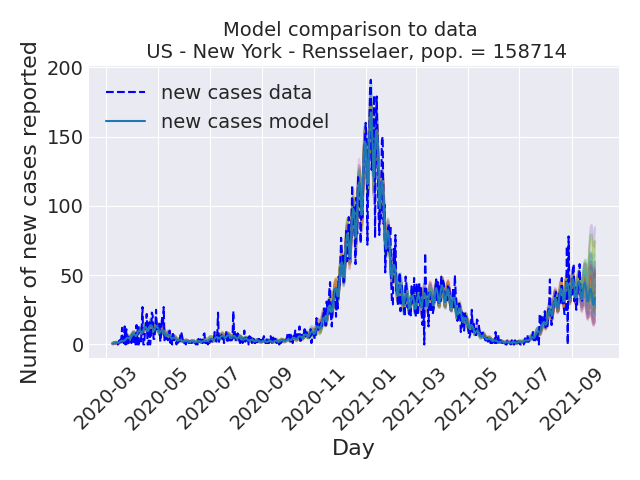 Model comparison to data
US - New York - Rensselaer, pop. = 158714
Number of new cases reported
200
150
100
50
0
new cases data
new cases model
2020-03
2020-05
2020-07
2020-09
2020-11
2021-01
2021-03
2021-05
2021-07
2021-09
Day